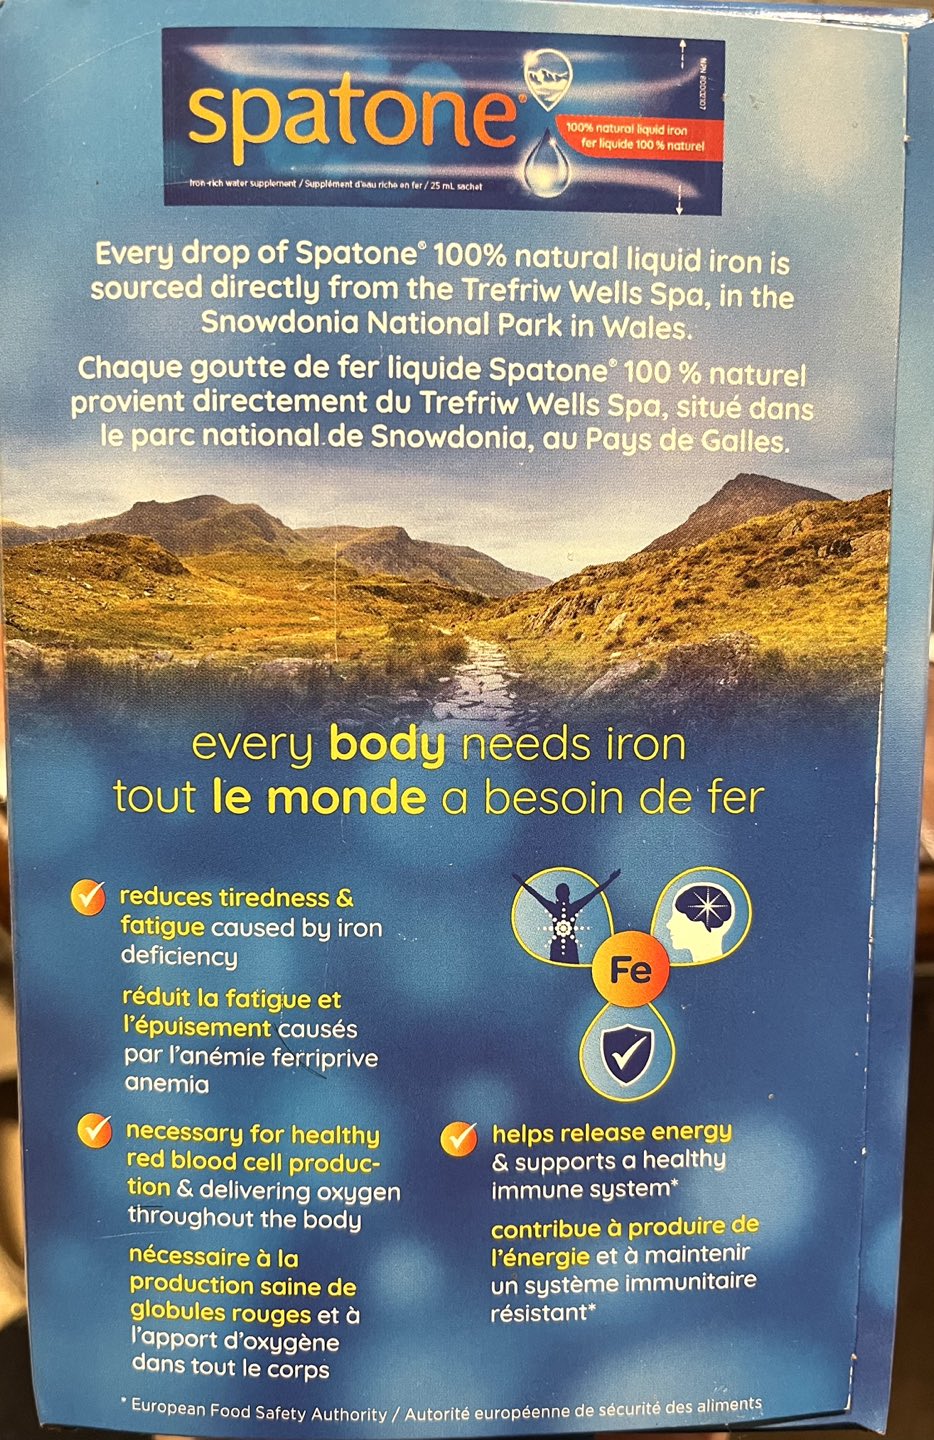 spatone®
100% natural liquid iron
fer liquide 100 % naturel
Iron-rich water supplement / Supplément d'eau riche en fer / 25 mL sachet
Every drop of Spatone® 100% natural liquid iron is
sourced directly from the Trefriw Wells Spa, in the
Snowdonia National Park in Wales.
Chaque goutte de fer liquide Spatone® 100 % naturel
provient directement du Trefriw Wells Spa, situé dans
le parc national de Snowdonia, au Pays de Galles.
every body needs iron
tout le monde a besoin de fer
reduces tiredness &
fatigue caused by iron
deficiency
réduit la fatigue et
l'épuisement causés
par l'anémie ferriprive
anemia
Fe
necessary for healthy
red blood cell produc-
tion & delivering oxygen
throughout the body
nécessaire à la
production saine de
globules rouges et à
l'apport d'oxygène
dans tout le corps
helps release energy
& supports a healthy
immune system*
contribue à produire de
l'énergie et à maintenir
un système immunitaire
résistant*
* European Food Safety Authority / Autorité européenne de sécurité des aliments